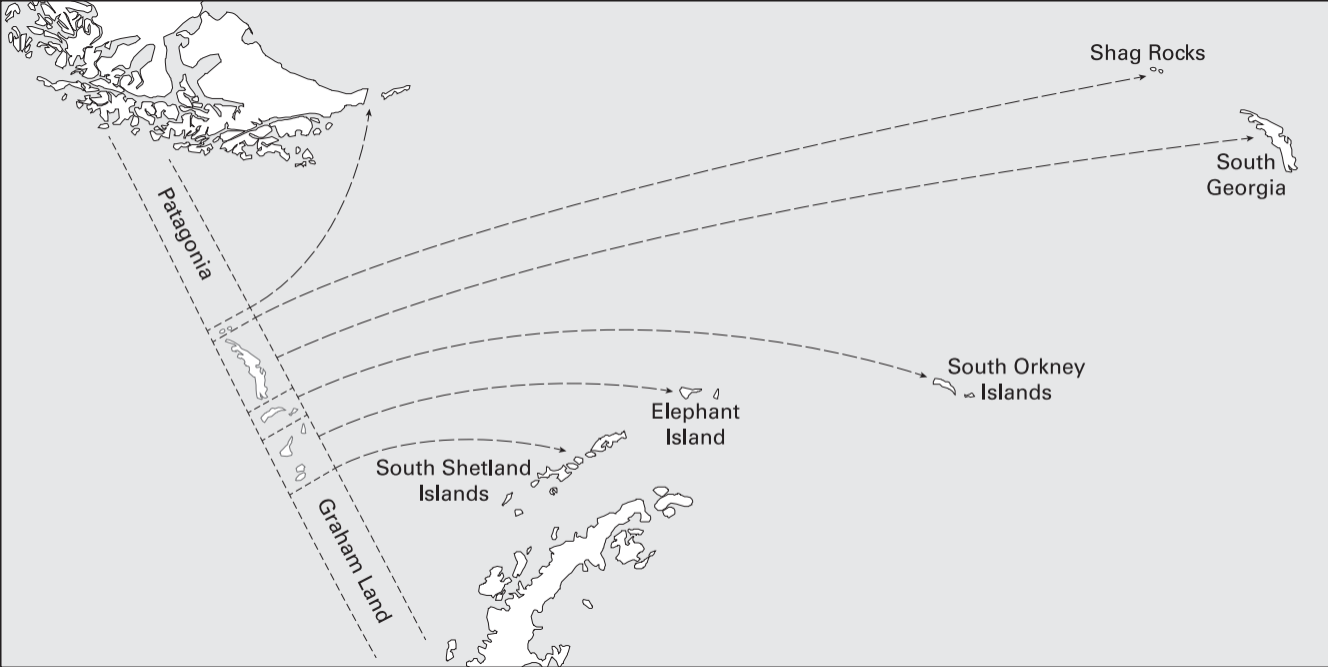 Shag Rocks
South
Georgia
Patagonia
South Orkney
Islands
Elephant
Island
South Shetland
Islands
Graham Land